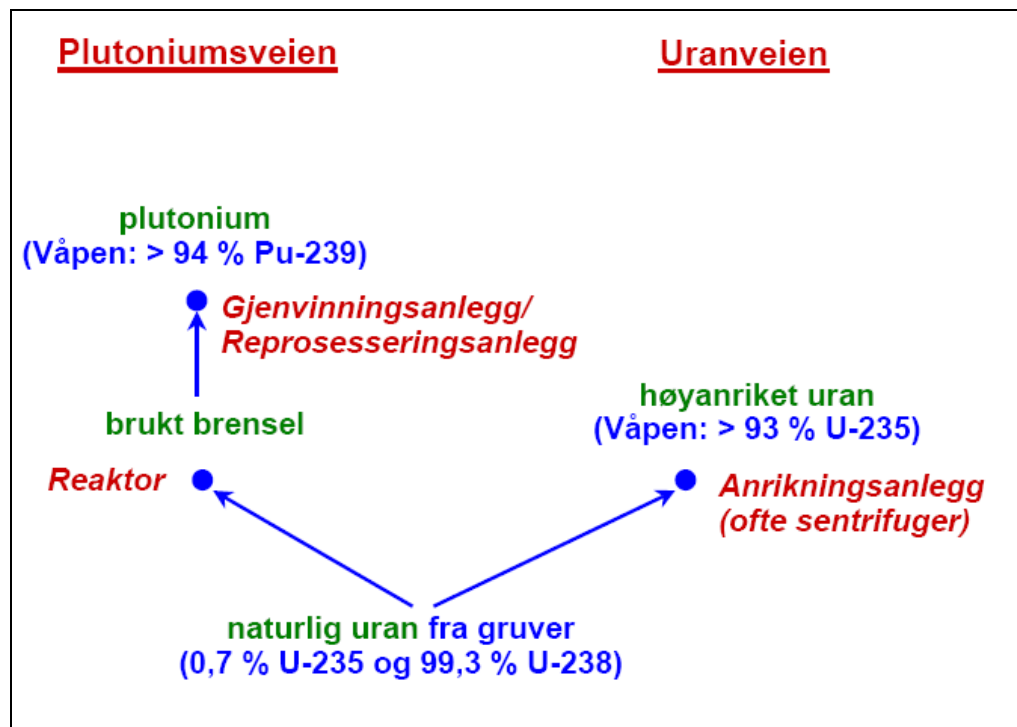 Plutoniumsveien
Uranveien
plutonium
(Våpen: > 94 % Pu-239)
Gjenvinningsanlegg/
Reprosesseringsanlegg
brukt brensel
Reaktor
høyanriket uran
(Våpen: > 93 % U-235)
Anrikningsanlegg
(ofte sentrifuger)
naturlig uran fra gruver
(0,7 % U-235 og 99,3 % U-238)